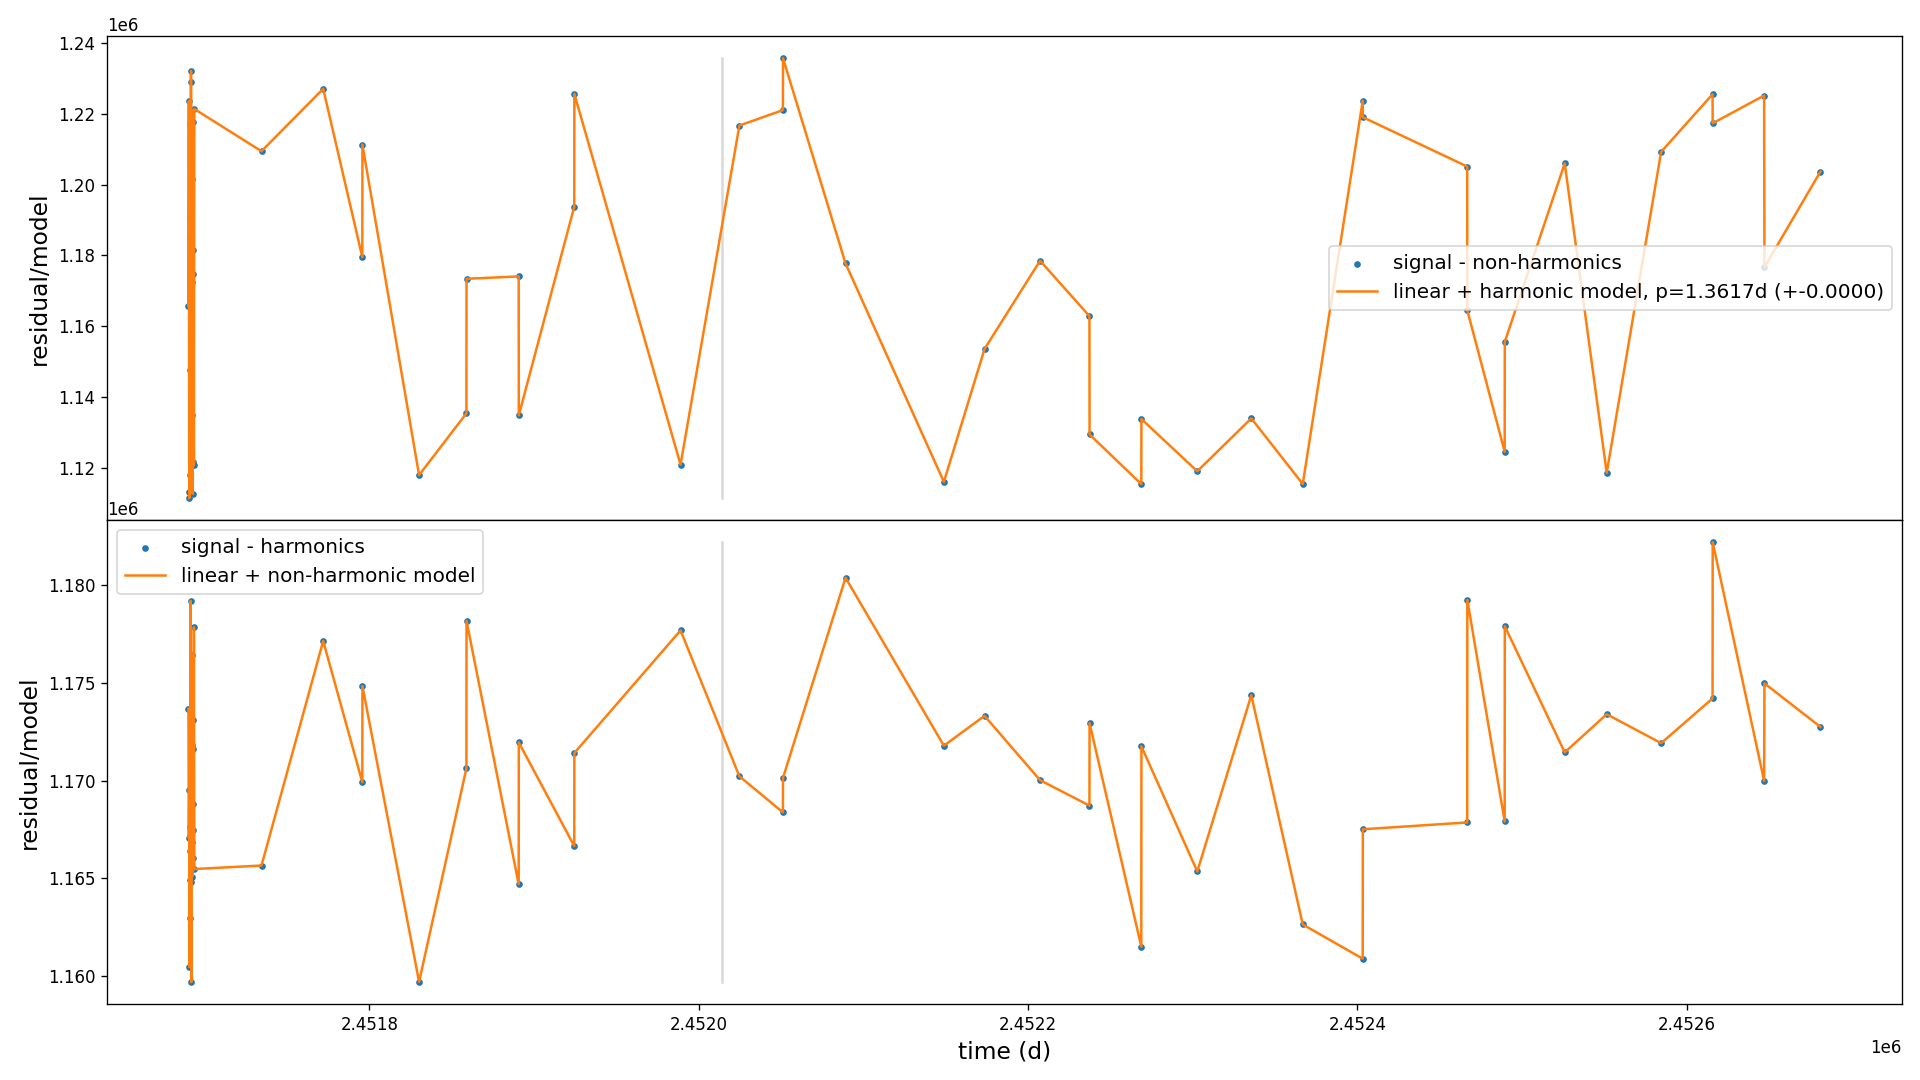 1e6
1.24
1.22
1.20
1.18
1.16
1.14
1.12
residual/model
signal - non-harmonics
linear + harmonic model, p=1.3617d (+-0.0000)
1e6
1.180
1.175
1.170
1.165
1.160
residual/model
signal - harmonics
linear + non-harmonic model
2.4518 2.4520 2.4522 2.4524 2.4526
1e6
time (d)